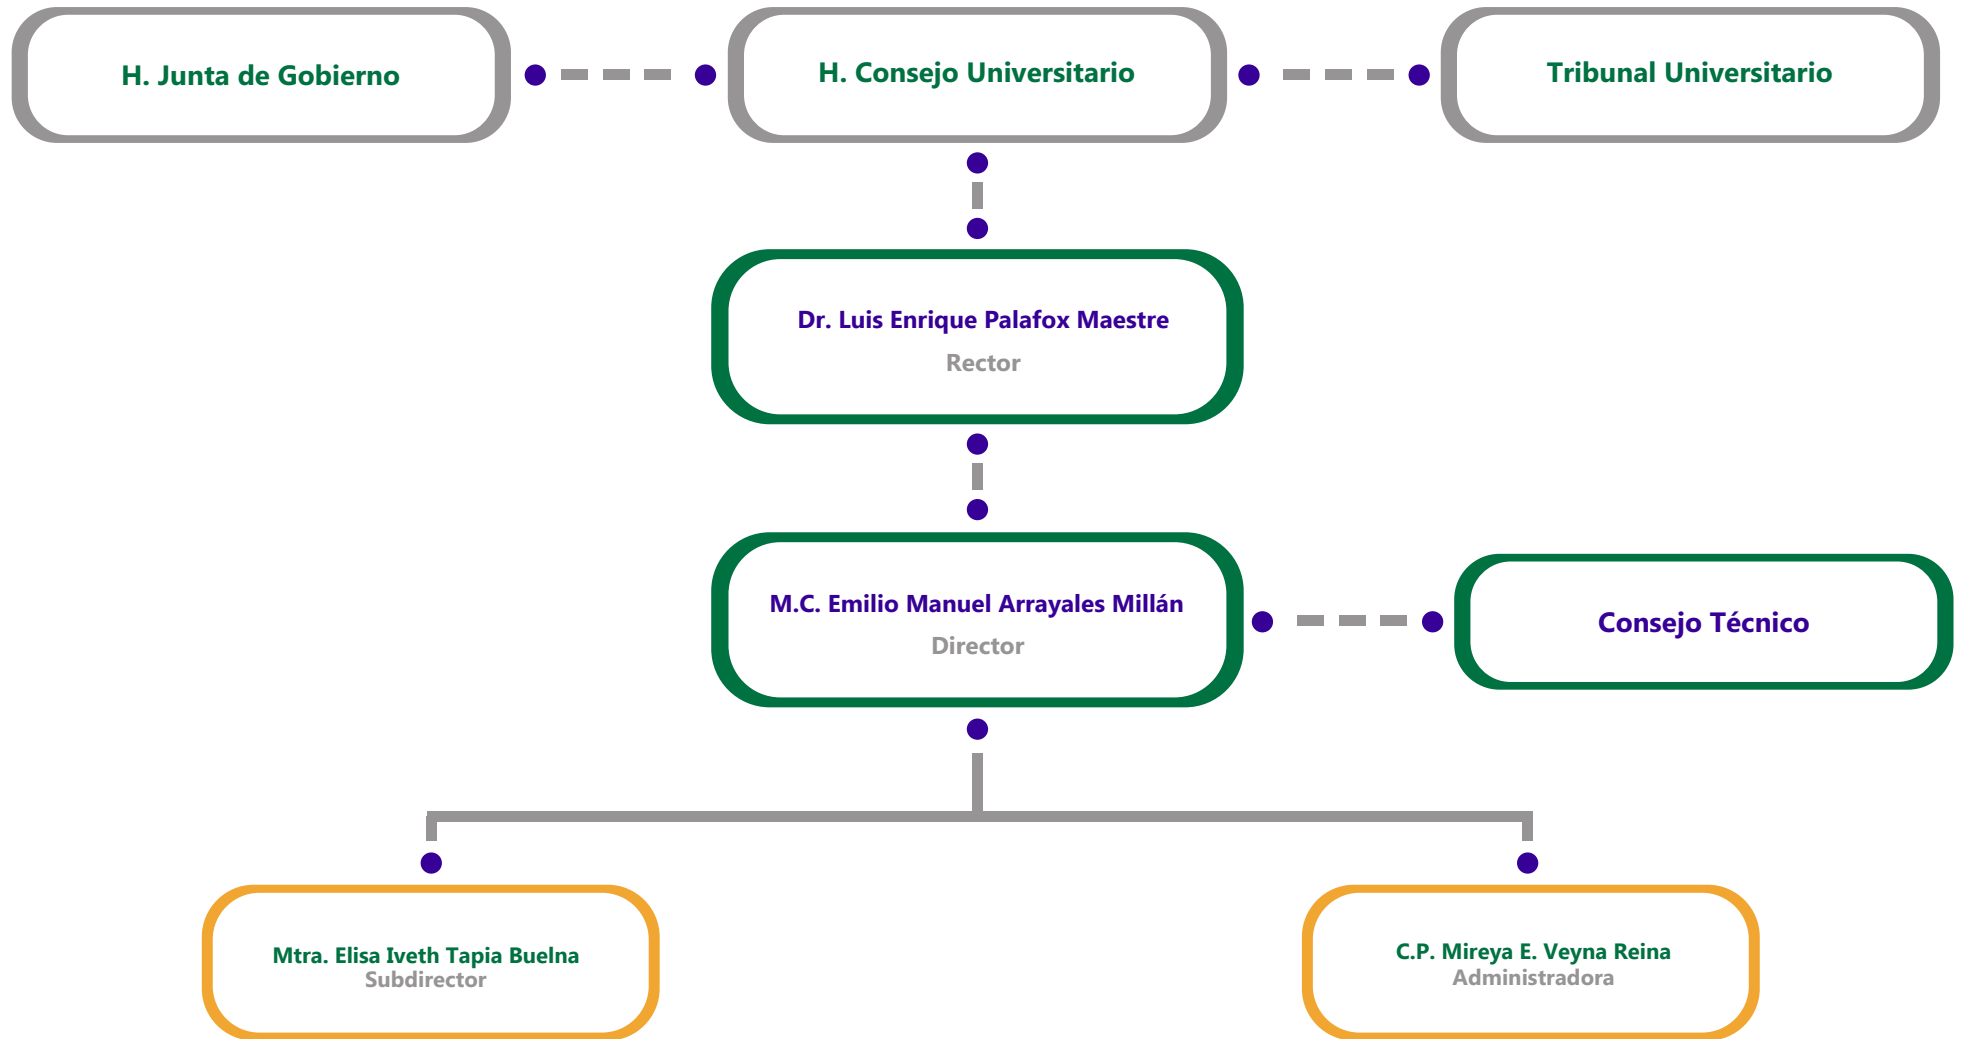 H. Junta de Gobierno
H. Consejo Universitario
Tribunal Universitario
Dr. Luis Enrique Palafox Maestre
Rector
M.C. Emilio Manuel Arrayales Millán
Director
Consejo Técnico
Mtra. Elisa Iveth Tapia Buelna
Subdirector
C.P. Mireya E. Veyna Reina
Administradora